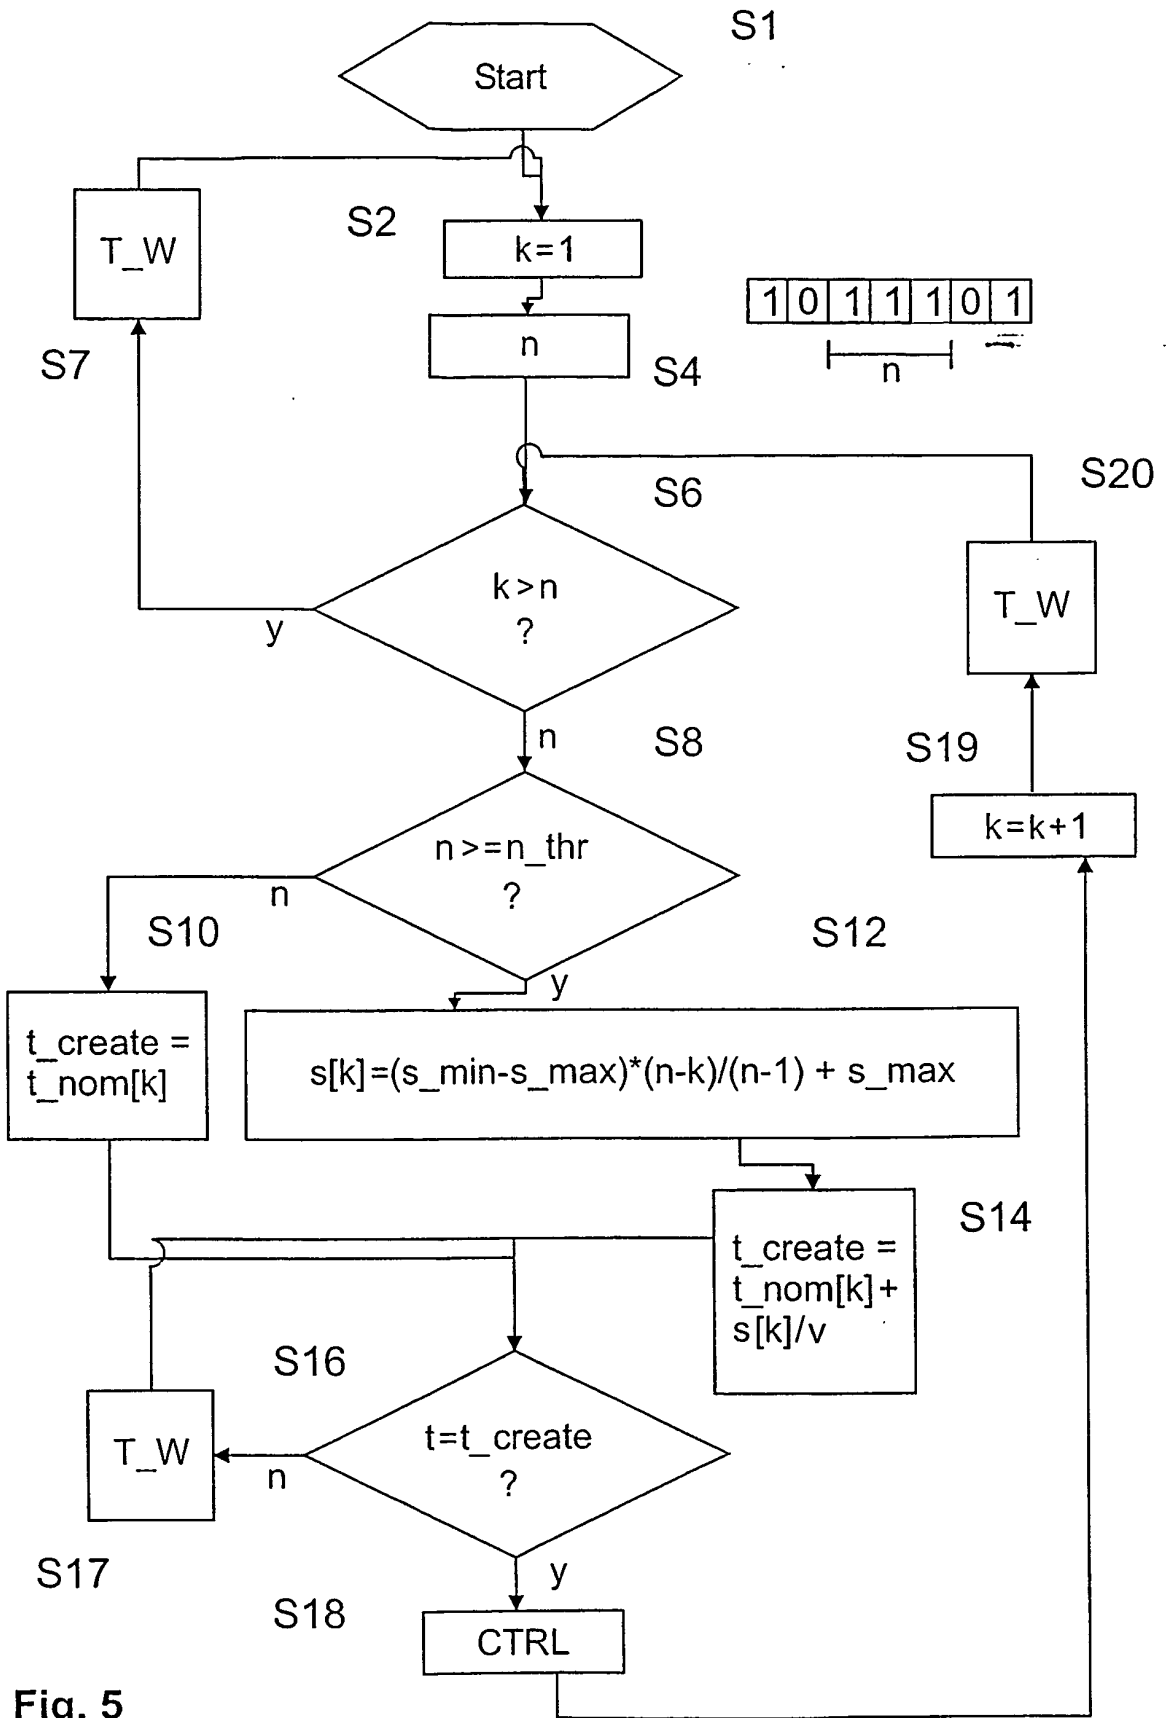 S1
Start
T_W
S2
k=1
1 0 1 1 1 0 1
n
n
S7
S4
S20
S6
k>n
?
y
T_W
n
S8
S19
k=k+1
n>=n_thr
?
n
y
S10
S12
t_create =
t_nom[k]
s[k]=(s_min-s_max)*(n-k)/(n-1) + s_max
S14
t_create =
t_nom[k]+
s[k]/v
S16
t=t_create
?
T_W
n
S17
y
S18
CTRL
Fig. 5